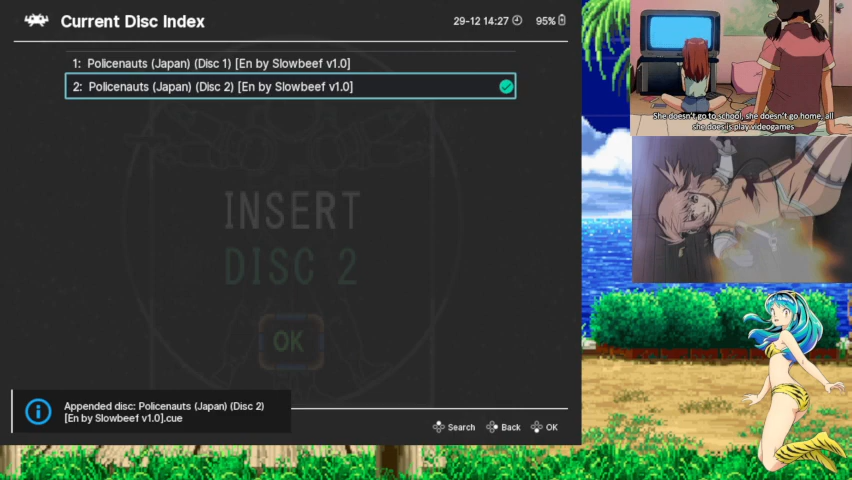 Current Disc Index
29-12 14:27
95%
1: Policenauts (Japan) (Disc 1) [En by Slowbeef v1.0]
2: Policenauts (Japan) (Disc 2) [En by Slowbeef v1.0]
INSERT
DISC 2
OK
Appended disc: Policenauts (Japan) (Disc 2)
[En by Slowbeef v1.0].cue
Search
Back
OK
She doesn't go to school, she doesn't go home, all
she does is play videogames